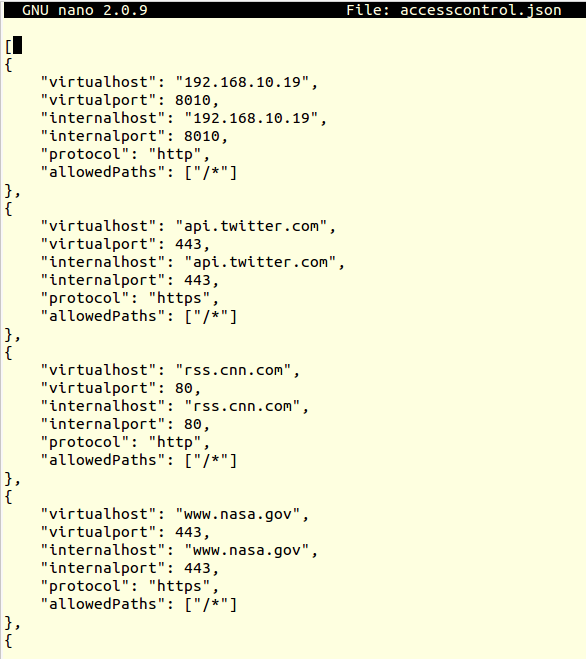 GNU nano 2.0.9 File: accesscontrol.json
[
{
"virtualhost": "192.168.10.19",
"virtualport": 8010,
"internalhost": "192.168.10.19",
"internalport": 8010,
"protocol": "http",
"allowedPaths": ["/*"]
},
{
"virtualhost": "api.twitter.com",
"virtualport": 443,
"internalhost": "api.twitter.com",
"internalport": 443,
"protocol": "https",
"allowedPaths": ["/*"]
},
{
"virtualhost": "rss.cnn.com",
"virtualport": 80,
"internalhost": "rss.cnn.com",
"internalport": 80,
"protocol": "http",
"allowedPaths": ["/*"]
},
{
"virtualhost": "www.nasa.gov",
"virtualport": 443,
"internalhost": "www.nasa.gov",
"internalport": 443,
"protocol": "https",
"allowedPaths": ["/*"]
},
{